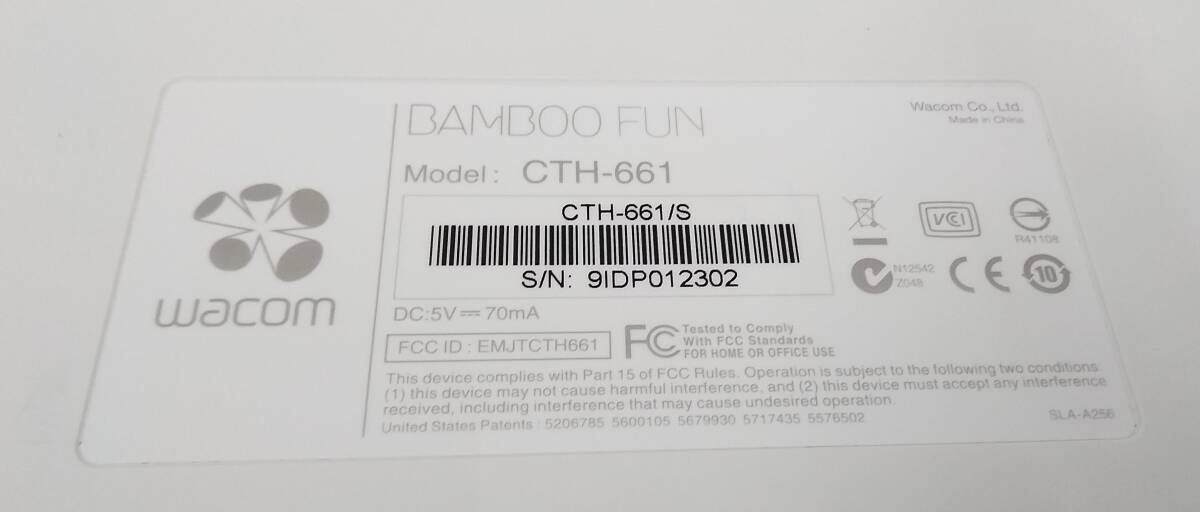 wacom
BAMBOO FUN
Model: CTH-661
CTH-661/S
S/N: 9IDP012302
DC:5V⎓70mA
FCC ID : EMJTCTH661
FC Tested to Comply
With FCC Standards
FOR HOME OR OFFICE USE
This device complies with Part 15 of FCC Rules. Operation is subject to the following two conditions:
(1) this device may not cause harmful interference, and (2) this device must accept any interference
received, including interference that may cause undesired operation.
United States Patents : 5206785 5600105 5679930 5717435 5576502
Wacom Co., Ltd.
Made in China
VCI
R41108
N12542
Z048
CE
10
SLA-A256